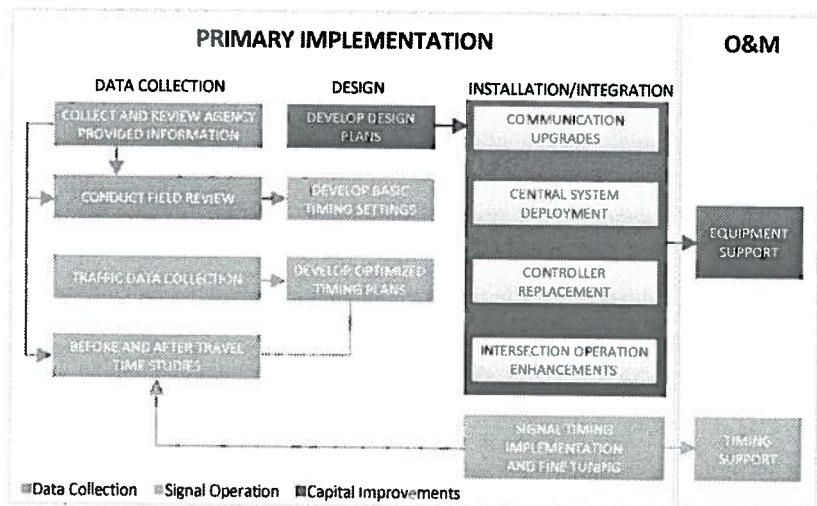 PRIMARY IMPLEMENTATION
O&M
DATA COLLECTION
DESIGN
INSTALLATION/INTEGRATION
COLLECT AND REVIEW AGENCY
PROVIDED INFORMATION
DEVELOP DESIGN
PLANS
COMMUNICATION
UPGRADES
CONDUCT FIELD REVIEW
DEVELOP BASIC
TIMING SETTINGS
CENTRAL SYSTEM
DEPLOYMENT
EQUIPMENT
SUPPORT
TRAFFIC DATA COLLECTION
DEVELOP OPTIMIZED
TIMING PLANS
CONTROLLER
REPLACEMENT
BEFORE AND AFTER TRAVEL
TIME STUDIES
INTERSECTION OPERATION
ENHANCEMENTS
SIGNAL TIMING
IMPLEMENTATION
AND FINE TUNING
TIMING
SUPPORT
Data Collection
Signal Operation
Capital Improvements